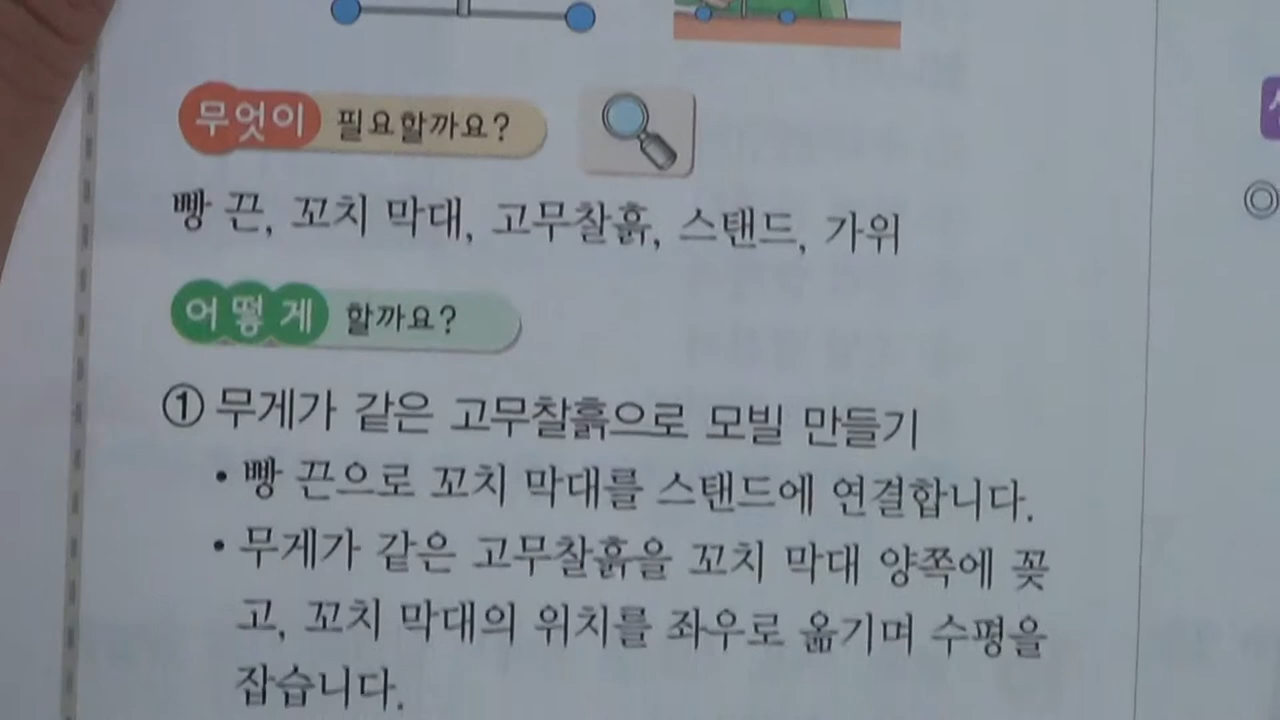 무엇이 필요할까요?
빵 끈, 꼬치 막대, 고무찰흙, 스탠드, 가위
어떻게 할까요?
① 무게가 같은 고무찰흙으로 모빌 만들기
• 빵 끈으로 꼬치 막대를 스탠드에 연결합니다.
• 무게가 같은 고무찰흙을 꼬치 막대 양쪽에 꽂
고, 꼬치 막대의 위치를 좌우로 옮기며 수평을
잡습니다.
◎